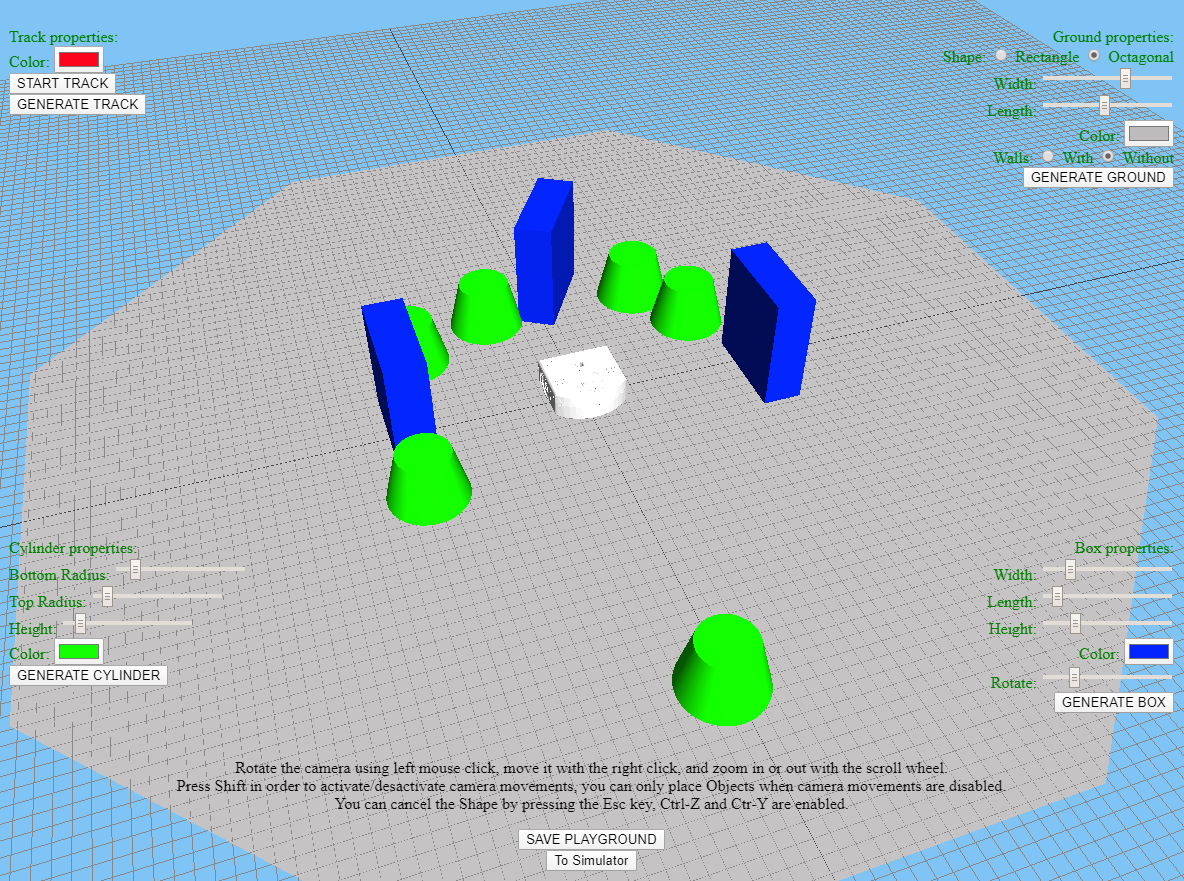 Track properties:
Color:
START TRACK
GENERATE TRACK
Ground properties:
Shape: Rectangle Octagonal
Width:
Length:
Color:
Walls: With Without
GENERATE GROUND
Cylinder properties:
Bottom Radius:
Top Radius:
Height:
Color:
GENERATE CYLINDER
Box properties:
Width:
Length:
Height:
Color:
Rotate:
GENERATE BOX
Rotate the camera using left mouse click, move it with the right click, and zoom in or out with the scroll wheel.
Press Shift in order to activate/desactivate camera movements, you can only place Objects when camera movements are disabled.
You can cancel the Shape by pressing the Esc key, Ctrl-Z and Ctr-Y are enabled.
SAVE PLAYGROUND
To Simulator